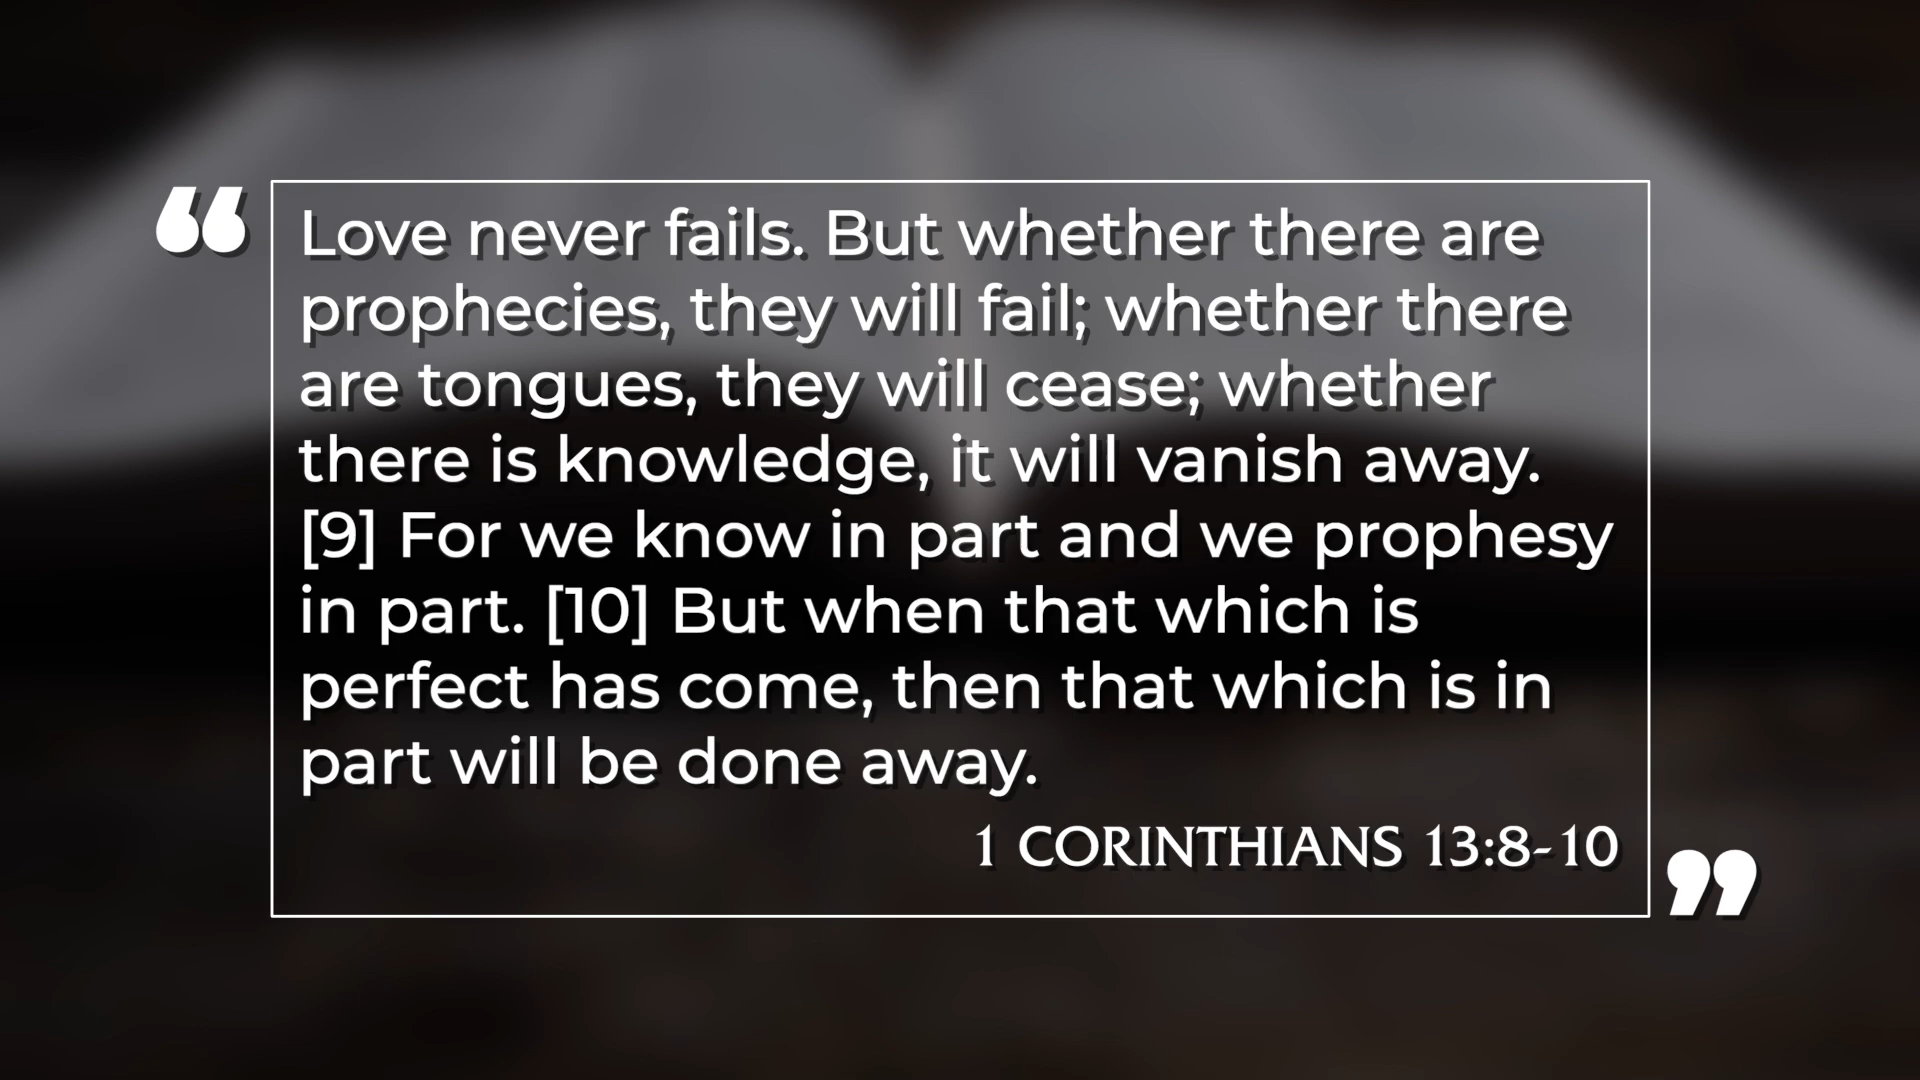 “
Love never fails. But whether there are
prophecies, they will fail; whether there
are tongues, they will cease; whether
there is knowledge, it will vanish away.
[9] For we know in part and we prophesy
in part. [10] But when that which is
perfect has come, then that which is in
part will be done away.
1 CORINTHIANS 13:8-10
”